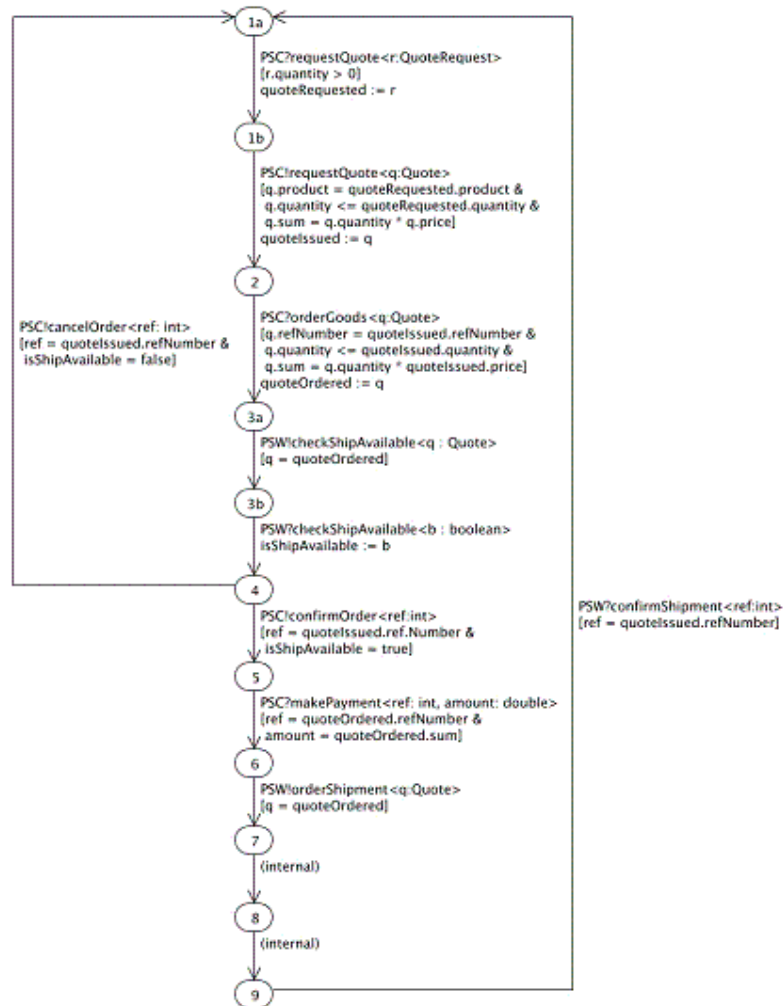 1a
PSC?requestQuote<r:QuoteRequest>
[r.quantity > 0]
quoteRequested := r
1b
PSC!requestQuote<q:Quote>
[q.product = quoteRequested.product &
q.quantity <= quoteRequested.quantity &
q.sum = q.quantity * q.price]
quoteIssued := q
2
PSC!cancelOrder<ref: int>
[ref = quoteIssued.refNumber &
isShipAvailable = false]
PSC?orderGoods<q:Quote>
[q.refNumber = quoteIssued.refNumber &
q.quantity <= quoteIssued.quantity &
q.sum = q.quantity * quoteIssued.price]
quoteOrdered := q
3a
PSW!checkShipAvailable<q : Quote>
[q = quoteOrdered]
3b
PSW?checkShipAvailable<b : boolean>
isShipAvailable := b
4
PSC!confirmOrder<ref:int>
[ref = quoteIssued.ref.Number &
isShipAvailable = true]
PSW?confirmShipment<ref:int>
[ref = quoteIssued.refNumber]
5
PSC?makePayment<ref: int, amount: double>
[ref = quoteOrdered.refNumber &
amount = quoteOrdered.sum]
6
PSW!orderShipment<q:Quote>
[q = quoteOrdered]
7
(internal)
8
(internal)
9